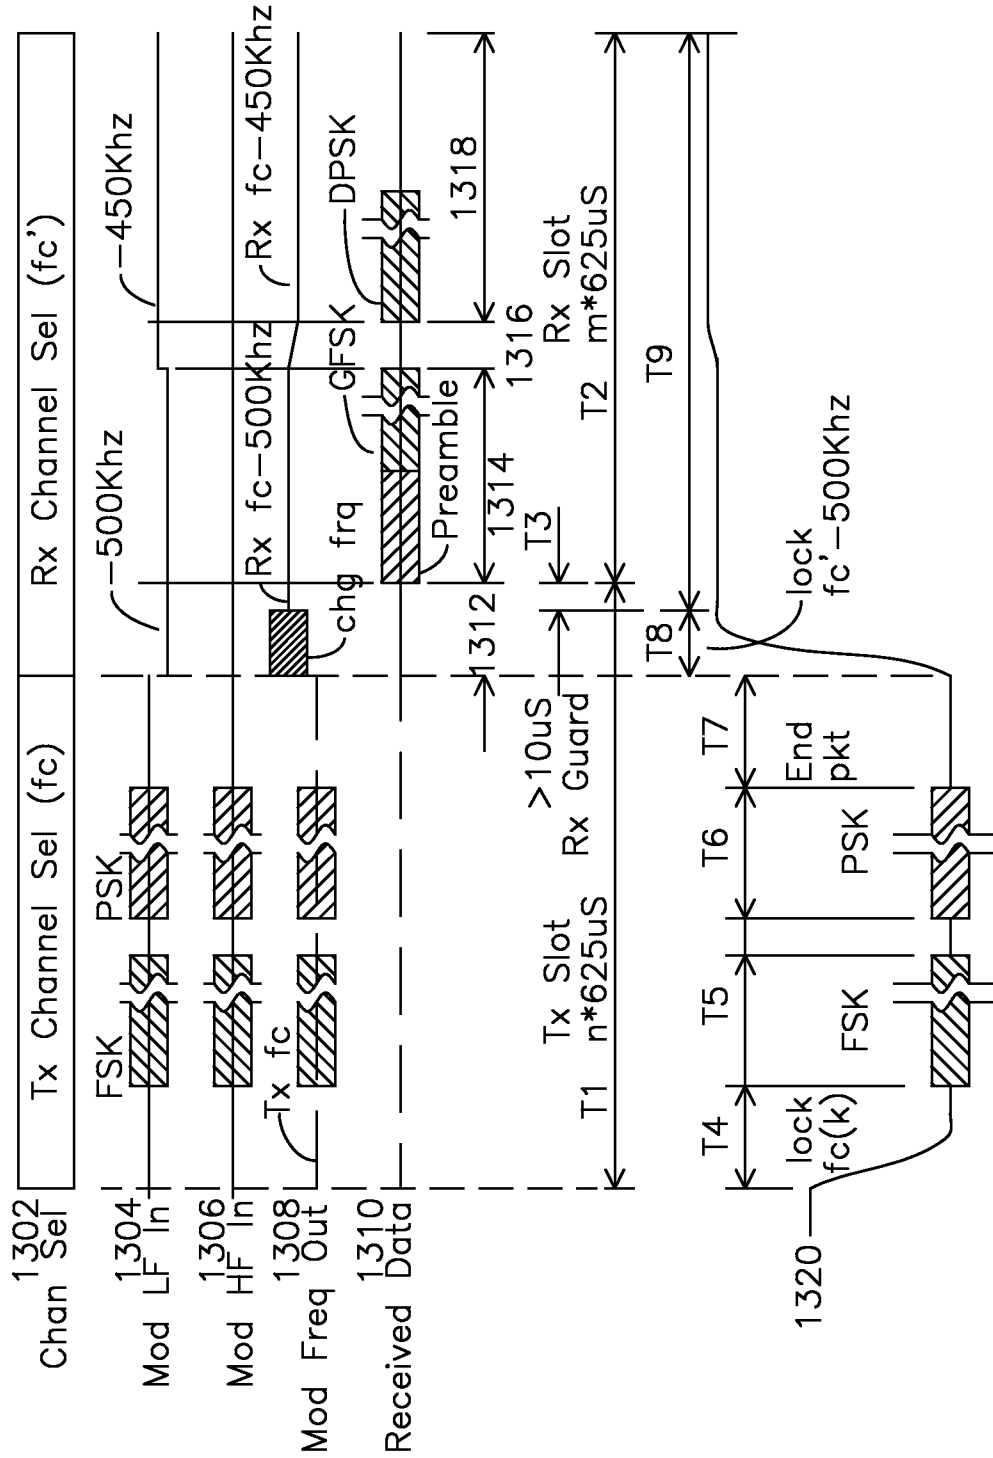 1302
Chan Sel
Tx Channel Sel (fc)
Rx Channel Sel (fc')
1304
Mod LF In
FSK
PSK
-500Khz
-450Khz
1306
Mod HF In
1308
Mod Freq Out
Tx fc
chg frq
Rx fc-500Khz
Rx fc-450Khz
1310
Received Data
Preamble
GFSK
DPSK
1312
1314
1316
1318
>10uS
Rx Guard
T3
Tx Slot
T1 n*625uS
Rx Slot
T2 m*625uS
T8
T9
T4
T5
T6
T7
lock
fc(k)
FSK
PSK
End
pkt
lock
fc'-500Khz
1320